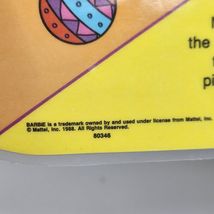 the
pi
BARBIE is a trademark owned by and used under license from Mattel, Inc.
© Mattel, Inc. 1988. All Rights Reserved.
80346